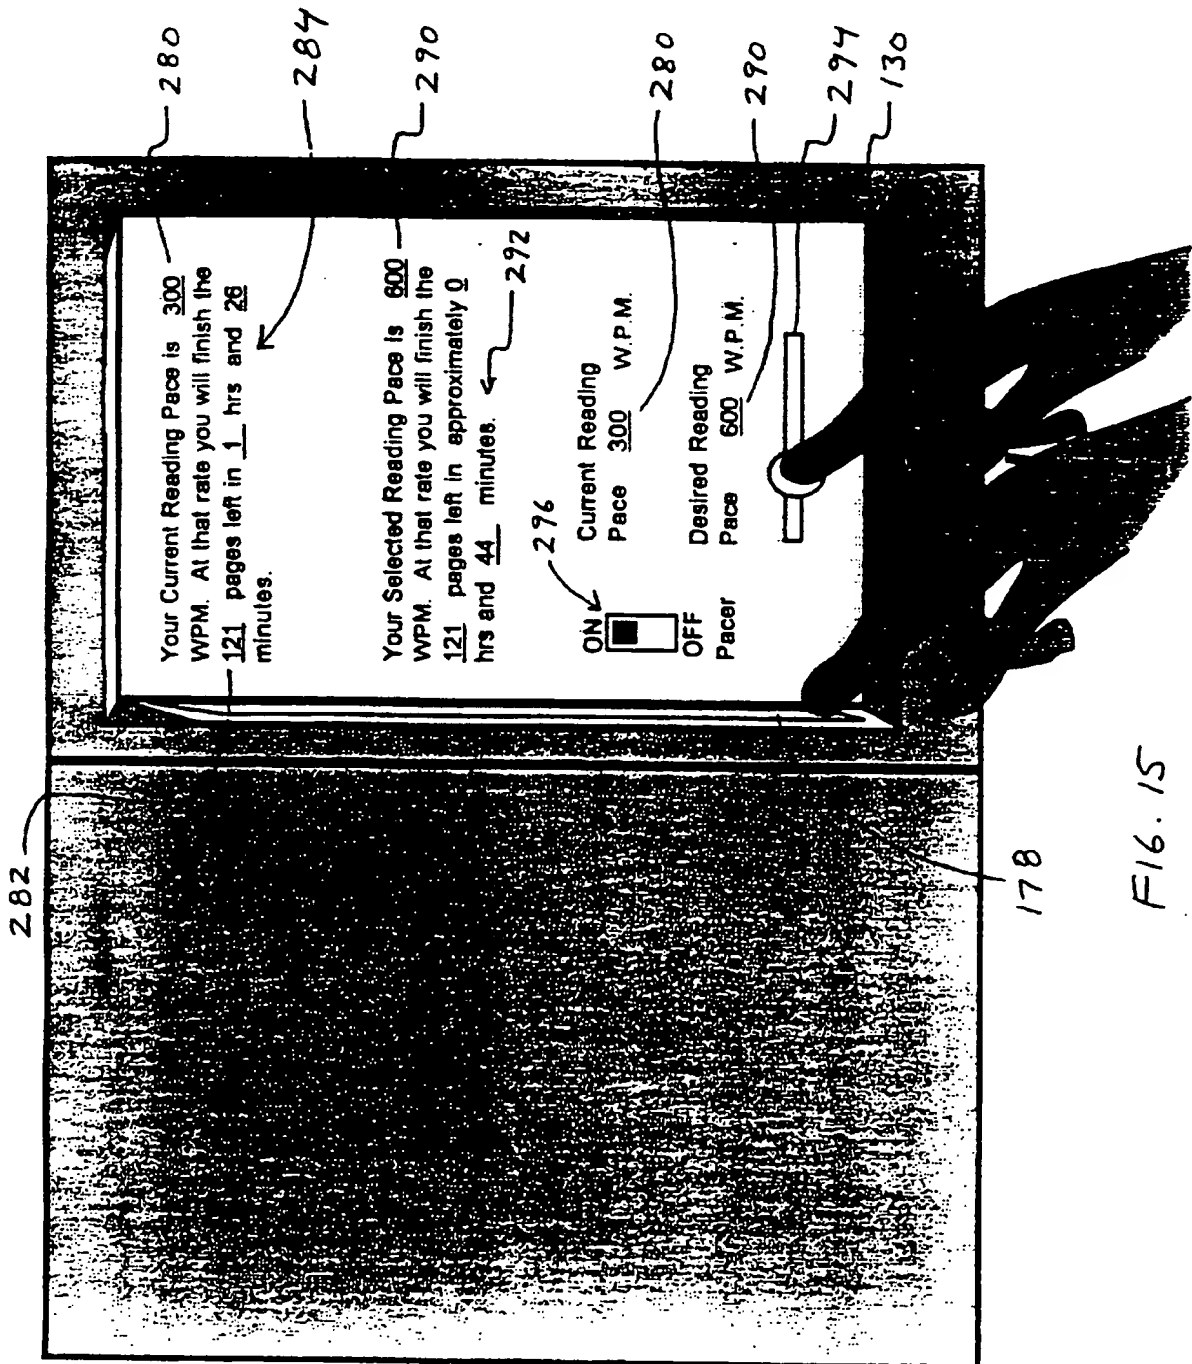 282
Your Current Reading Pace is 300
WPM. At that rate you will finish the
121 pages left in 1 hrs and 26
minutes.
280
284
Your Selected Reading Pace is 600
WPM. At that rate you will finish the
121 pages left in approximately 0
hrs and 44 minutes.
290
292
296
ON
OFF
Pacer
Current Reading
Pace 300 W.P.M.
280
Desired Reading
Pace 600 W.P.M.
290
294
130
178
FIG. 15